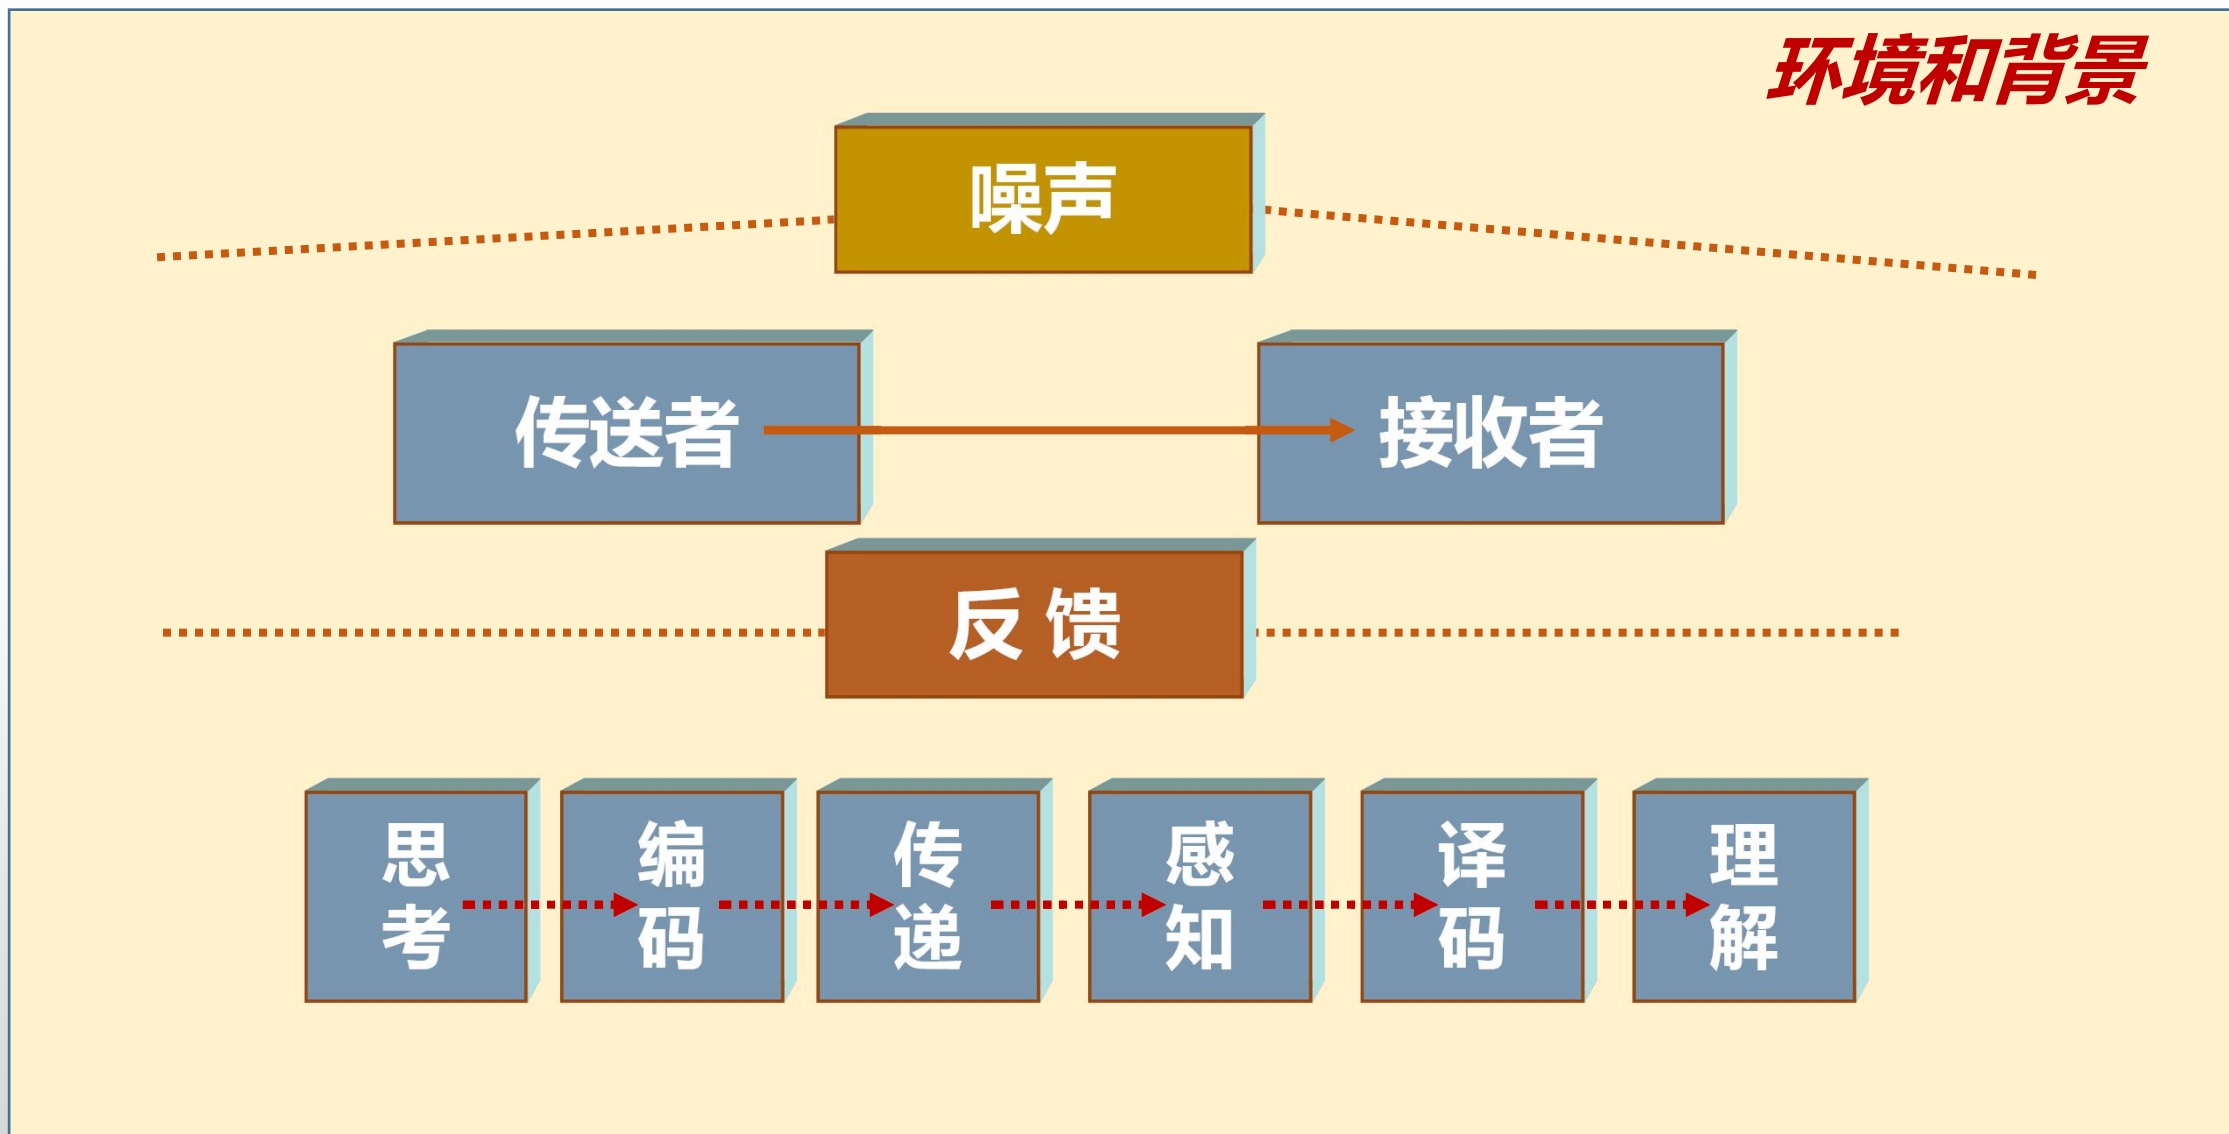 环境和背景
噪声
传送者
接收者
反 馈
思
考
编
码
传
递
感
知
译
码
理
解